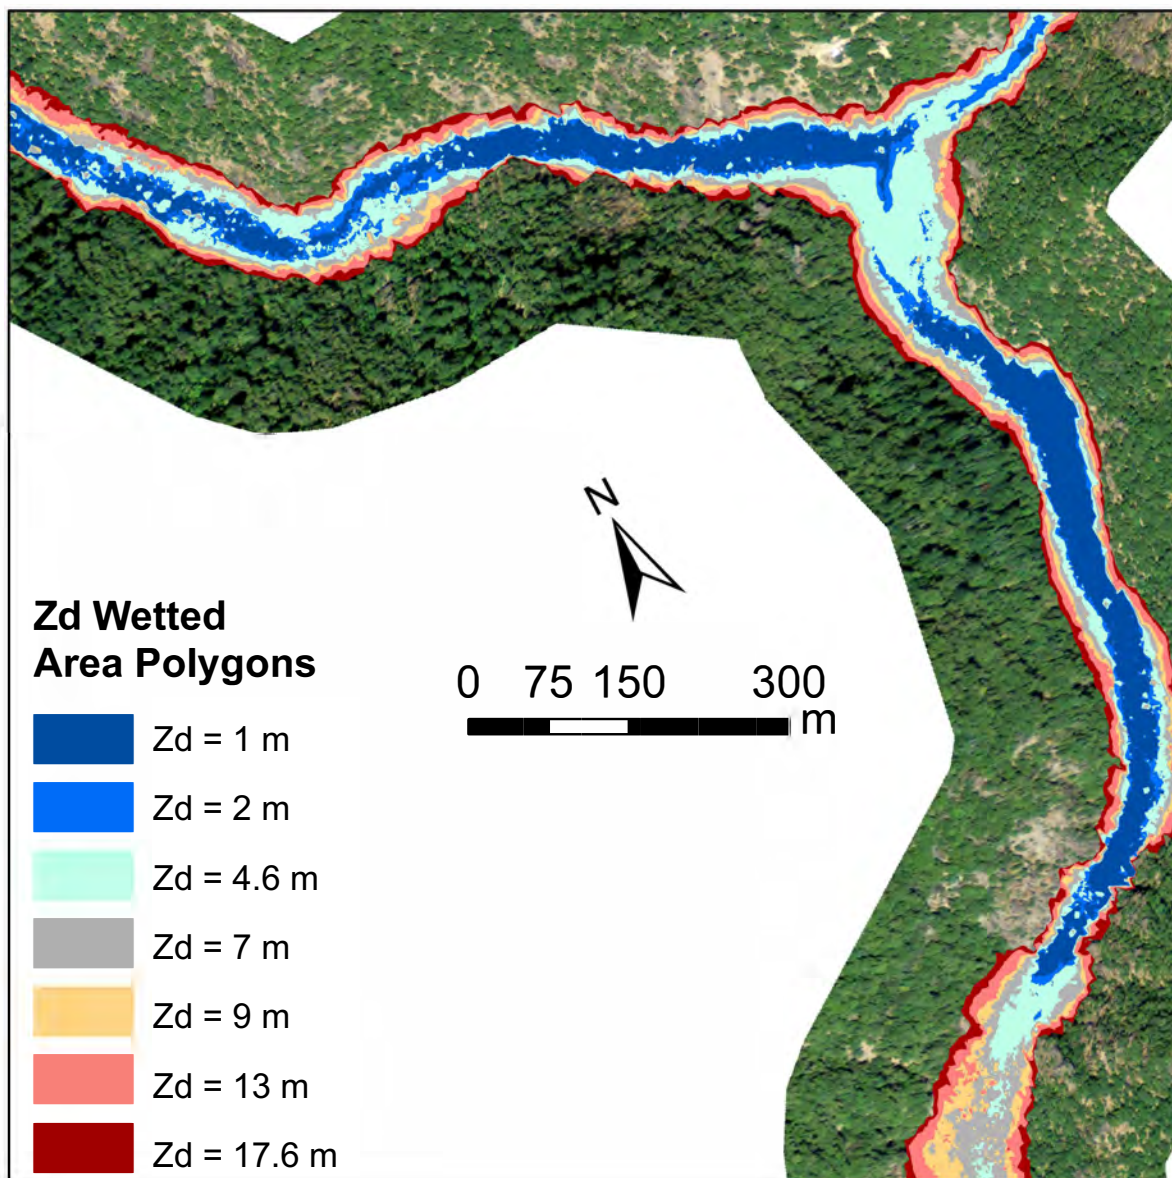 N
0 75 150 300
m
Zd Wetted
Area Polygons
Zd = 1 m
Zd = 2 m
Zd = 4.6 m
Zd = 7 m
Zd = 9 m
Zd = 13 m
Zd = 17.6 m